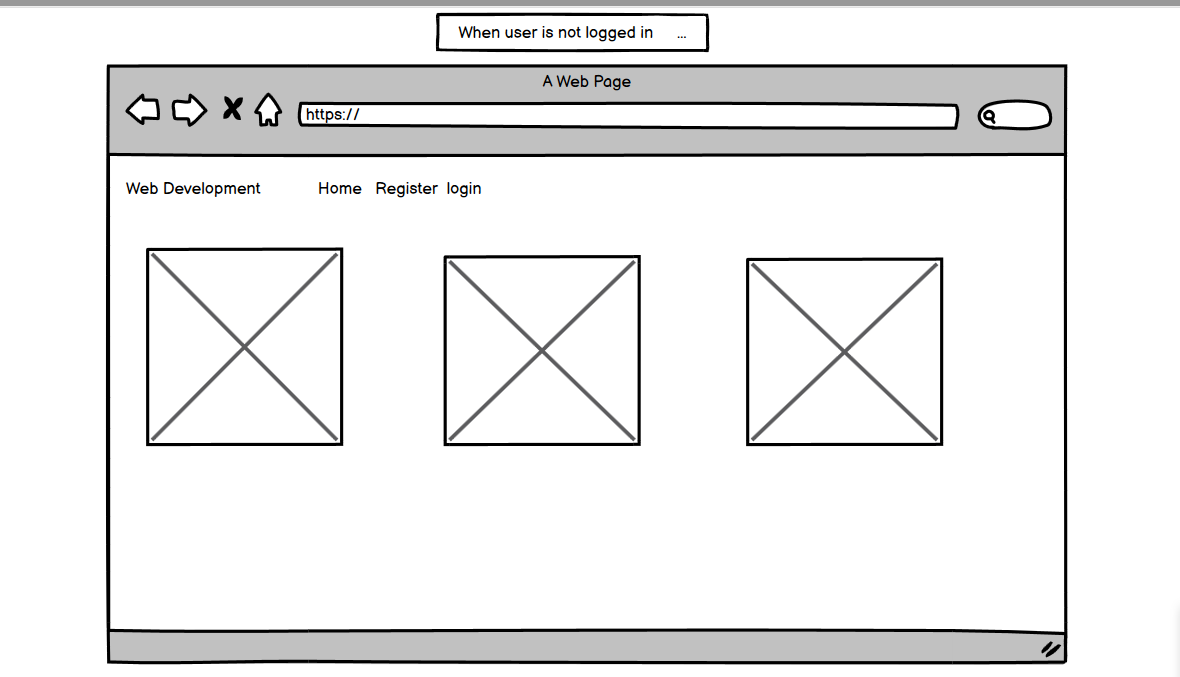 When user is not logged in ...
A Web Page
https://
Web Development Home Register login